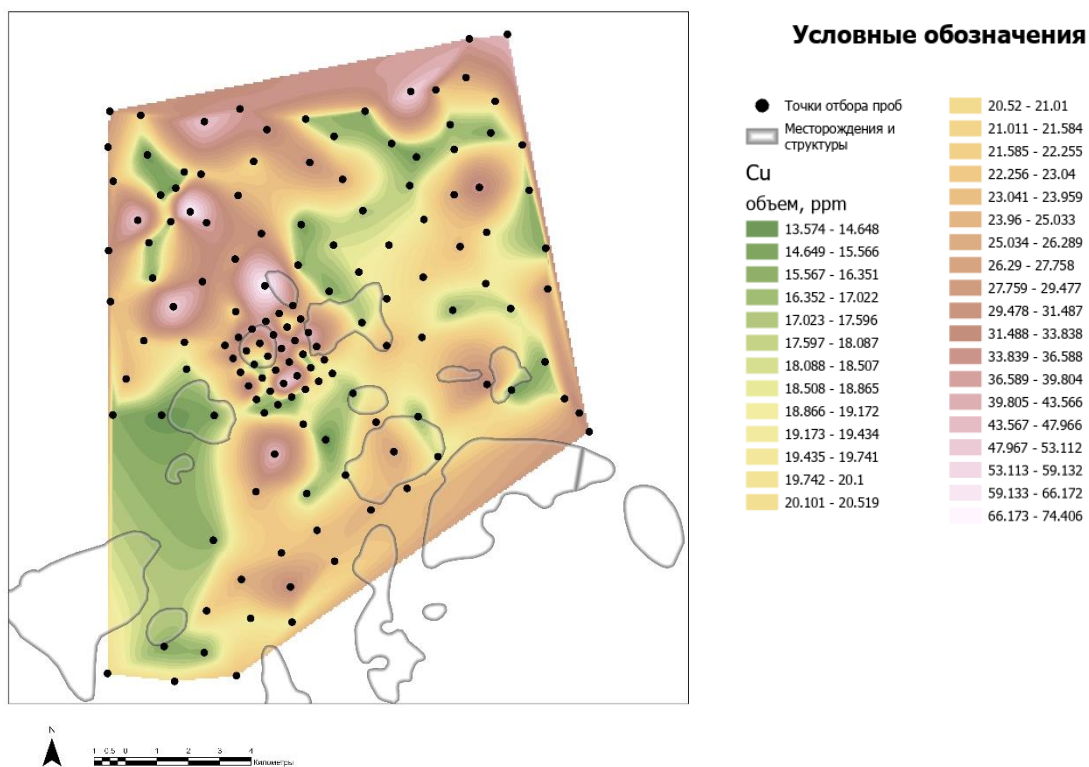 Условные обозначения
Точки отбора проб
Месторождения и
структуры
Cu
объем, ppm
13.574 - 14.648
14.649 - 15.566
15.567 - 16.351
16.352 - 17.022
17.023 - 17.596
17.597 - 18.087
18.088 - 18.507
18.508 - 18.865
18.866 - 19.172
19.173 - 19.434
19.435 - 19.741
19.742 - 20.1
20.101 - 20.519
20.52 - 21.01
21.011 - 21.584
21.585 - 22.255
22.256 - 23.04
23.041 - 23.959
23.96 - 25.033
25.034 - 26.289
26.29 - 27.758
27.759 - 29.477
29.478 - 31.487
31.488 - 33.838
33.839 - 36.588
36.589 - 39.804
39.805 - 43.566
43.567 - 47.966
47.967 - 53.112
53.113 - 59.132
59.133 - 66.172
66.173 - 74.406
N
1 0.5 0 1 2 3 4
Километры